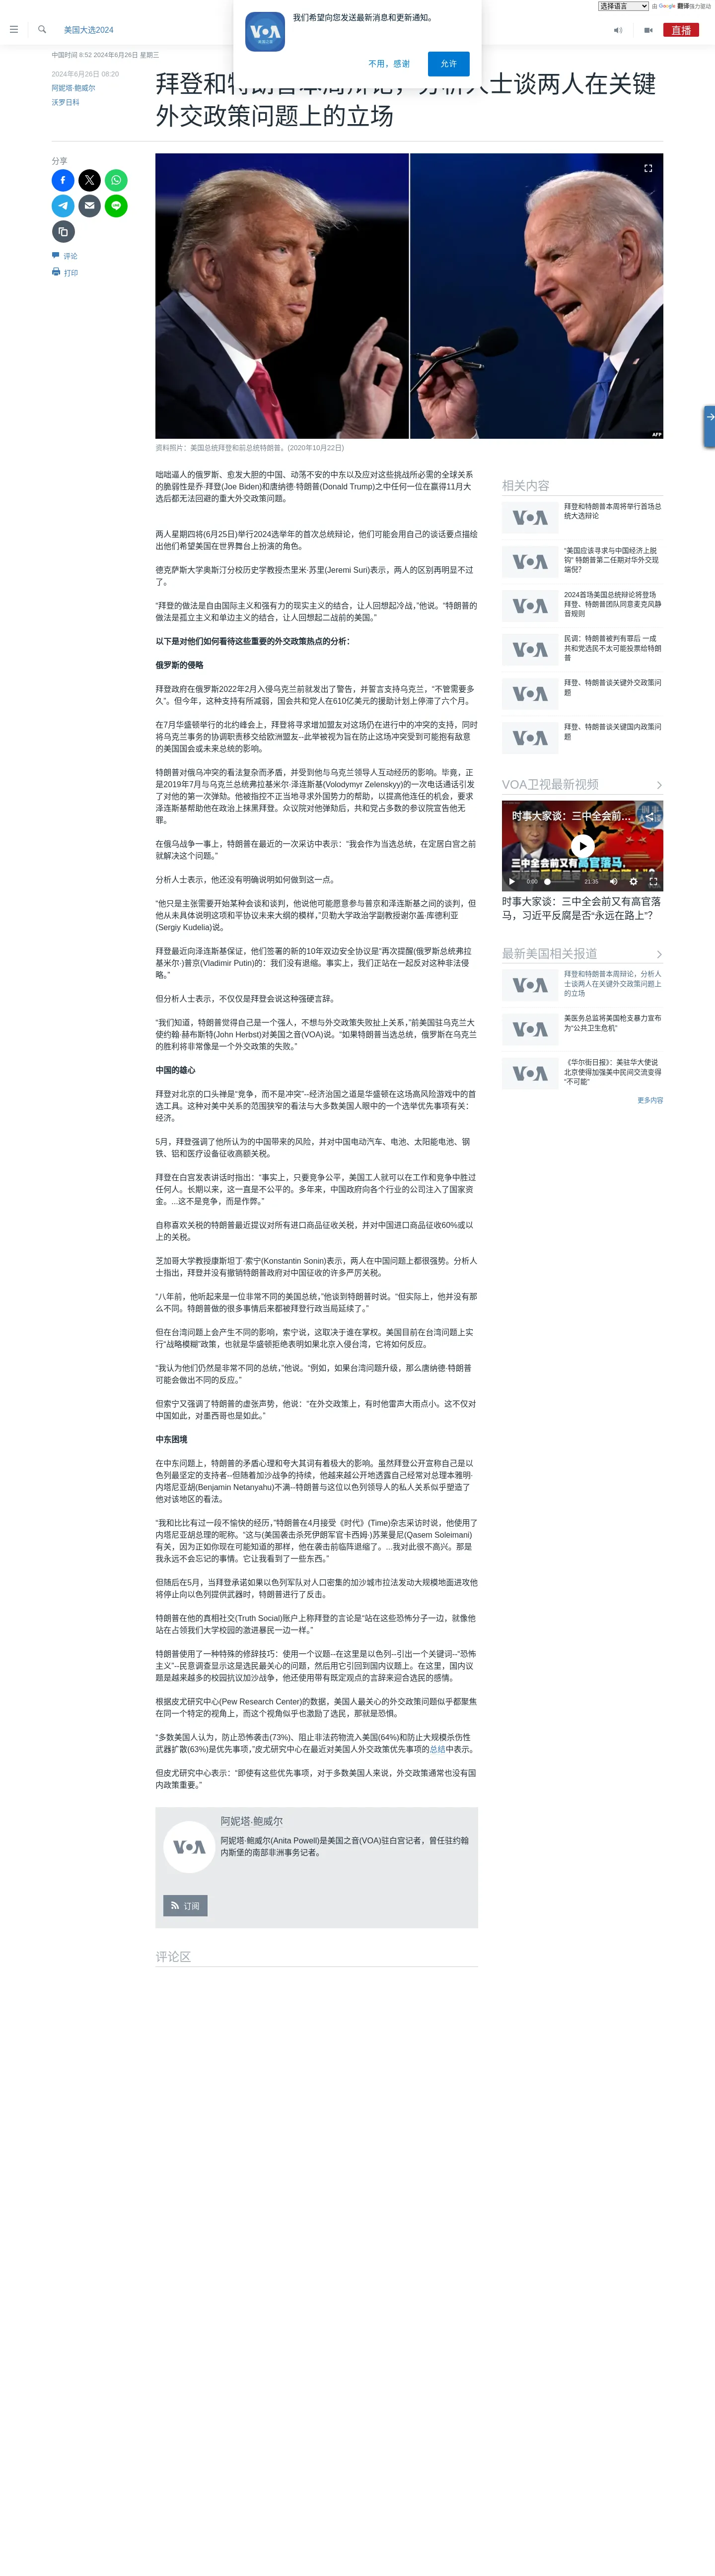 选择语言
由 Google 翻译强力驱动
我们希望向您发送最新消息和更新通知。
不用，感谢
允许
美国大选2024
直播
中国时间 8:52 2024年6月26日 星期三
2024年6月26日 08:20
阿妮塔·鲍威尔
沃罗日科
拜登和特朗普本周辩论，分析人士谈两人在关键
外交政策问题上的立场
分享
评论
打印
AFP
资料照片：美国总统拜登和前总统特朗普。(2020年10月22日)
咄咄逼人的俄罗斯、愈发大胆的中国、动荡不安的中东以及应对这些挑战所必需的全球关系
的脆弱性是乔·拜登(Joe Biden)和唐纳德·特朗普(Donald Trump)之中任何一位在赢得11月大
选后都无法回避的重大外交政策问题。
两人星期四将(6月25日)举行2024选举年的首次总统辩论，他们可能会用自己的谈话要点描绘
出他们希望美国在世界舞台上扮演的角色。
德克萨斯大学奥斯汀分校历史学教授杰里米·苏里(Jeremi Suri)表示，两人的区别再明显不过
了。
“拜登的做法是自由国际主义和强有力的现实主义的结合，让人回想起冷战，”他说。“特朗普的
做法是孤立主义和单边主义的结合，让人回想起二战前的美国。”
以下是对他们如何看待这些重要的外交政策热点的分析：
俄罗斯的侵略
拜登政府在俄罗斯2022年2月入侵乌克兰前就发出了警告，并誓言支持乌克兰，“不管需要多
久”。但今年，这种支持有所减弱，国会共和党人在610亿美元的援助计划上停滞了六个月。
在7月华盛顿举行的北约峰会上，拜登将寻求增加盟友对这场仍在进行中的冲突的支持，同时
将乌克兰事务的协调职责移交给欧洲盟友--此举被视为旨在防止这场冲突受到可能抱有敌意
的美国国会或未来总统的影响。
特朗普对俄乌冲突的看法复杂而矛盾，并受到他与乌克兰领导人互动经历的影响。毕竟，正
是2019年7月与乌克兰总统弗拉基米尔·泽连斯基(Volodymyr Zelenskyy)的一次电话通话引发
了对他的第一次弹劾。他被指控不正当地寻求外国势力的帮助，以提高他连任的机会，要求
泽连斯基帮助他在政治上抹黑拜登。众议院对他弹劾后，共和党占多数的参议院宣告他无
罪。
在俄乌战争一事上，特朗普在最近的一次采访中表示：“我会作为当选总统，在定居白宫之前
就解决这个问题。”
分析人士表示，他还没有明确说明如何做到这一点。
“他只是主张需要开始某种会谈和谈判，他说他可能愿意参与普京和泽连斯基之间的谈判，但
他从未具体说明这项和平协议未来大纲的模样，”贝勒大学政治学副教授谢尔盖·库德利亚
(Sergiy Kudelia)说。
拜登最近向泽连斯基保证，他们签署的新的10年双边安全协议是“再次提醒(俄罗斯总统弗拉
基米尔·)普京(Vladimir Putin)的：我们没有退缩。事实上，我们正站在一起反对这种非法侵
略。”
但分析人士表示，不仅仅是拜登会说这种强硬言辞。
“我们知道，特朗普觉得自己是一个强人，不想与外交政策失败扯上关系，”前美国驻乌克兰大
使约翰·赫布斯特(John Herbst)对美国之音(VOA)说。“如果特朗普当选总统，俄罗斯在乌克兰
的胜利将非常像是一个外交政策的失败。”
中国的雄心
拜登对北京的口头禅是“竞争，而不是冲突”--经济治国之道是华盛顿在这场高风险游戏中的首
选工具。这种对美中关系的范围狭窄的看法与大多数美国人眼中的一个选举优先事项有关：
经济。
5月，拜登强调了他所认为的中国带来的风险，并对中国电动汽车、电池、太阳能电池、钢
铁、铝和医疗设备征收高额关税。
拜登在白宫发表讲话时指出：“事实上，只要竞争公平，美国工人就可以在工作和竞争中胜过
任何人。长期以来，这一直是不公平的。多年来，中国政府向各个行业的公司注入了国家资
金。...这不是竞争，而是作弊。”
自称喜欢关税的特朗普最近提议对所有进口商品征收关税，并对中国进口商品征收60%或以
上的关税。
芝加哥大学教授康斯坦丁·索宁(Konstantin Sonin)表示，两人在中国问题上都很强势。分析人
士指出，拜登并没有撤销特朗普政府对中国征收的许多严厉关税。
“八年前，他听起来是一位非常不同的美国总统，”他谈到特朗普时说。“但实际上，他并没有那
么不同。特朗普做的很多事情后来都被拜登行政当局延续了。”
但在台湾问题上会产生不同的影响，索宁说，这取决于谁在掌权。美国目前在台湾问题上实
行“战略模糊”政策，也就是华盛顿拒绝表明如果北京入侵台湾，它将如何反应。
“我认为他们仍然是非常不同的总统，”他说。“例如，如果台湾问题升级，那么唐纳德·特朗普
可能会做出不同的反应。”
但索宁又强调了特朗普的虚张声势，他说：“在外交政策上，有时他雷声大雨点小。这不仅对
中国如此，对墨西哥也是如此。”
中东困境
在中东问题上，特朗普的矛盾心理和夸大其词有着极大的影响。虽然拜登公开宣称自己是以
色列最坚定的支持者--但随着加沙战争的持续，他越来越公开地透露自己经常对总理本雅明·
内塔尼亚胡(Benjamin Netanyahu)不满--特朗普与这位以色列领导人的私人关系似乎塑造了
他对该地区的看法。
“我和比比有过一段不愉快的经历，”特朗普在4月接受《时代》(Time)杂志采访时说，他使用了
内塔尼亚胡总理的昵称。“这与(美国袭击杀死伊朗军官卡西姆·)苏莱曼尼(Qasem Soleimani)
有关，因为正如你现在可能知道的那样，他在袭击前临阵退缩了。...我对此很不高兴。那是
我永远不会忘记的事情。它让我看到了一些东西。”
但随后在5月，当拜登承诺如果以色列军队对人口密集的加沙城市拉法发动大规模地面进攻他
将停止向以色列提供武器时，特朗普进行了反击。
特朗普在他的真相社交(Truth Social)账户上称拜登的言论是“站在这些恐怖分子一边，就像他
站在占领我们大学校园的激进暴民一边一样。”
特朗普使用了一种特殊的修辞技巧：使用一个议题--在这里是以色列--引出一个关键词--“恐怖
主义”--民意调查显示这是选民最关心的问题，然后用它引回到国内议题上。在这里，国内议
题是越来越多的校园抗议加沙战争，他还使用带有既定观点的言辞来迎合选民的感情。
根据皮尤研究中心(Pew Research Center)的数据，美国人最关心的外交政策问题似乎都聚焦
在同一个特定的视角上，而这个视角似乎也激励了选民，那就是恐惧。
“多数美国人认为，防止恐怖袭击(73%)、阻止非法药物流入美国(64%)和防止大规模杀伤性
武器扩散(63%)是优先事项，”皮尤研究中心在最近对美国人外交政策优先事项的总结中表示。
但皮尤研究中心表示：“即使有这些优先事项，对于多数美国人来说，外交政策通常也没有国
内政策重要。”
VOA
阿妮塔·鲍威尔
阿妮塔·鲍威尔(Anita Powell)是美国之音(VOA)驻白宫记者，曾任驻约翰
内斯堡的南部非洲事务记者。
订阅
评论区
相关内容
拜登和特朗普本周将举行首场总
统大选辩论
“美国应该寻求与中国经济上脱
钩” 特朗普第二任期对华外交现
端倪？
2024首场美国总统辩论将登场
拜登、特朗普团队同意麦克风静
音规则
民调：特朗普被判有罪后 一成
共和党选民不太可能投票给特朗
普
拜登、特朗普谈关键外交政策问
题
拜登、特朗普谈关键国内政策问
题
VOA卫视最新视频
时事大家谈：三中全会前...
三中全会前又有高官落马，
0:00
21:35
时事大家谈：三中全会前又有高官落
马，习近平反腐是否“永远在路上”？
最新美国相关报道
拜登和特朗普本周辩论，分析人
士谈两人在关键外交政策问题上
的立场
美医务总监将美国枪支暴力宣布
为“公共卫生危机”
《华尔街日报》：美驻华大使说
北京使得加强美中民间交流变得
“不可能”
更多内容